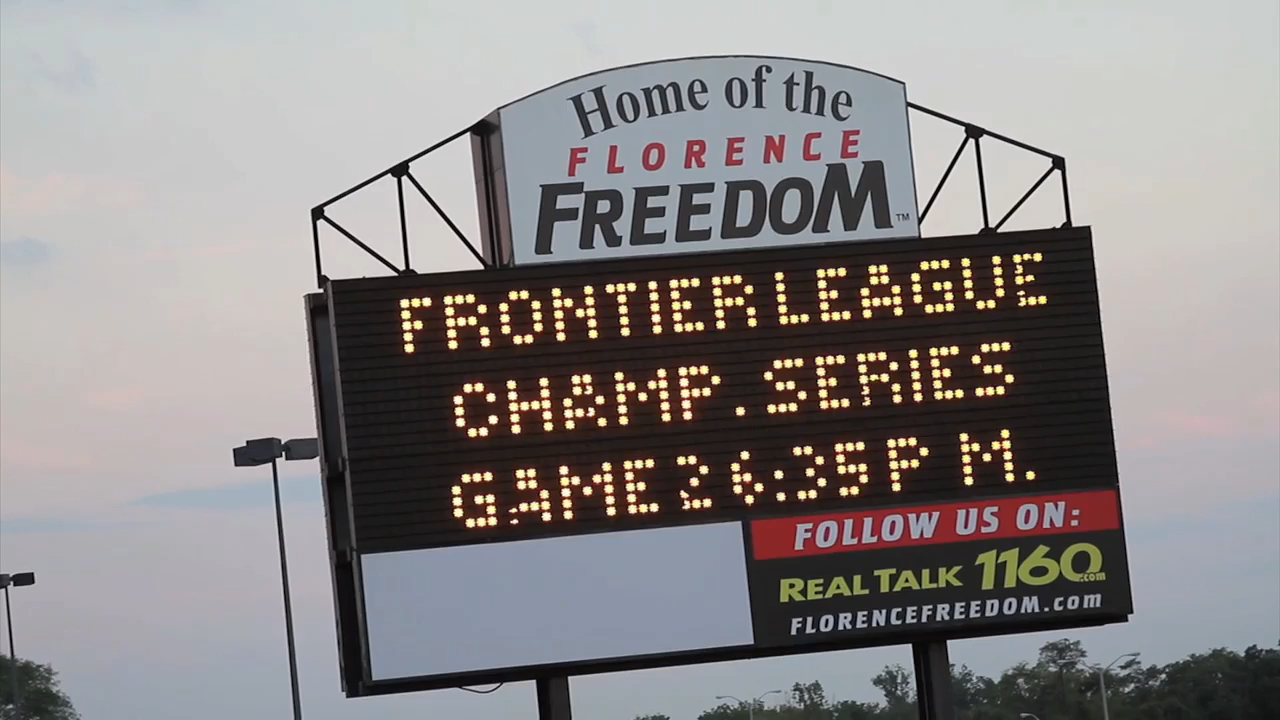 Home of the
FLORENCE
FREEDOM™
FRONTIER LEAGUE
CHAMP. SERIES
GAME 2 6:35 P M.
FOLLOW US ON:
REAL TALK 1160.com
FLORENCEFREEDOM.com